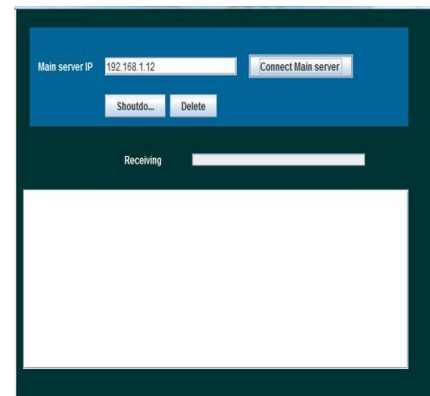 Main server IP 192.168.1.12 Connect Main server
Shoutdo... Delete
Receiving